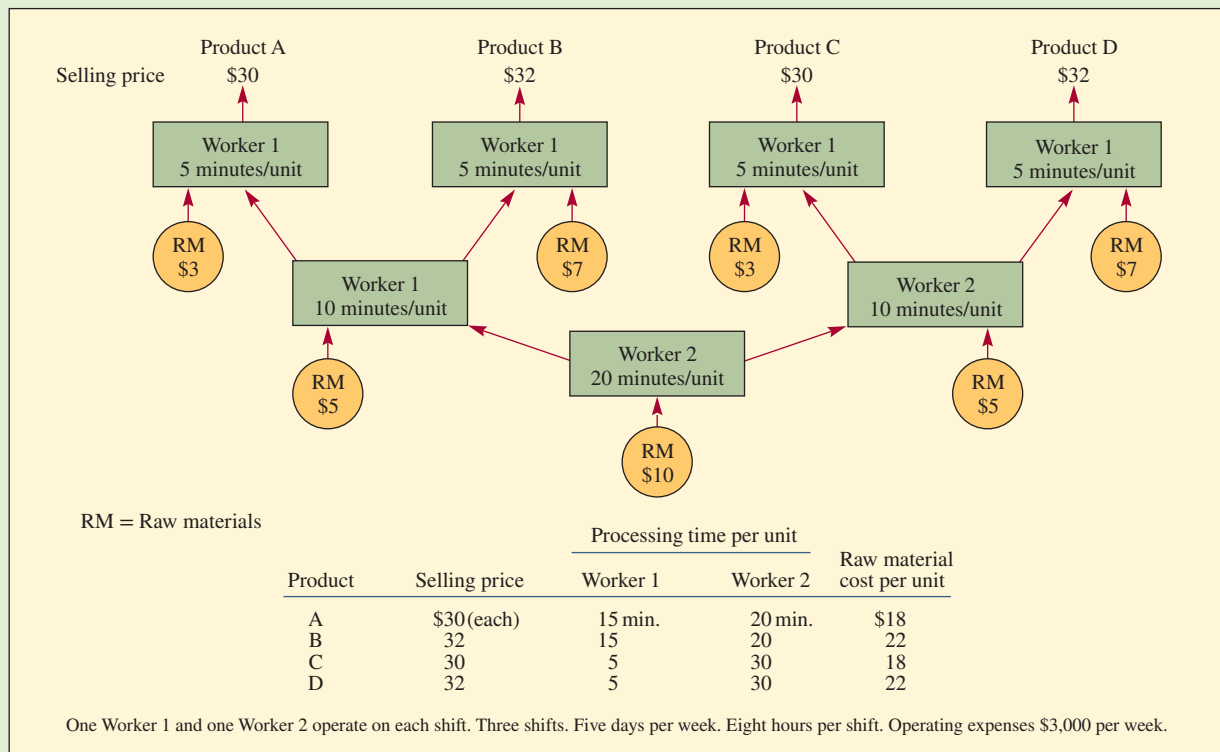 Product A Product B Product C Product D
Selling price $30 $32 $30 $32
Worker 1
5 minutes/unit
Worker 1
5 minutes/unit
Worker 1
5 minutes/unit
Worker 1
5 minutes/unit
RM
$3
RM
$7
RM
$3
RM
$7
Worker 1
10 minutes/unit
Worker 2
10 minutes/unit
Worker 2
20 minutes/unit
RM
$5
RM
$5
RM
$10
RM = Raw materials
Processing time per unit
Product Selling price Worker 1 Worker 2 Raw material
cost per unit
A $30 (each) 15 min. 20 min. $18
B 32 15 20 22
C 30 5 30 18
D 32 5 30 22
One Worker 1 and one Worker 2 operate on each shift. Three shifts. Five days per week. Eight hours per shift. Operating expenses $3,000 per week.